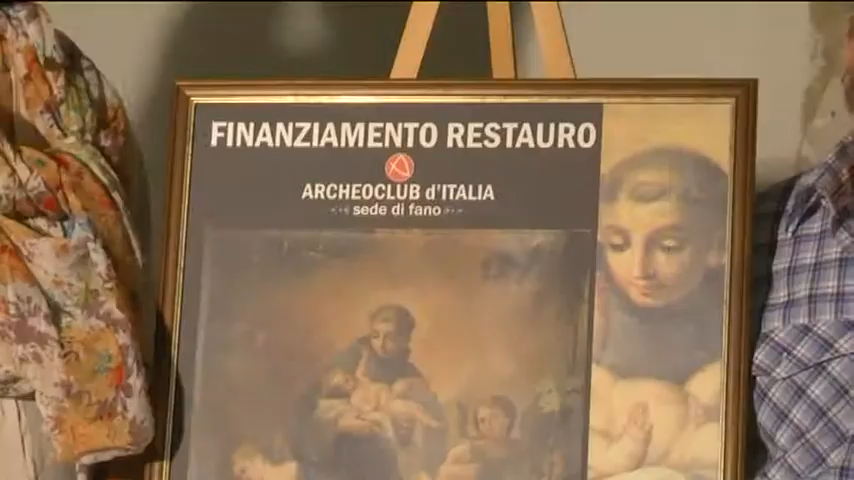 FINANZIAMENTO RESTAURO
ARCHEOCLUB d'ITALIA
sede di fano